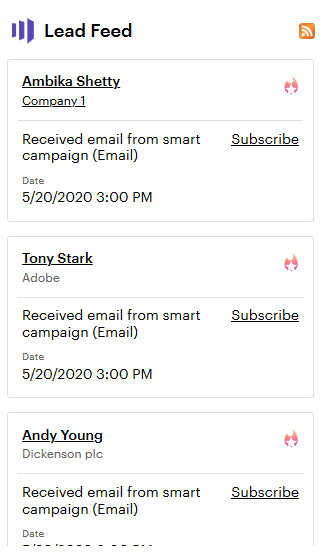 Lead Feed
Ambika Shetty
Company 1
Received email from smart Subscribe
campaign (Email)
Date
5/20/2020 3:00 PM
Tony Stark
Adobe
Received email from smart Subscribe
campaign (Email)
Date
5/20/2020 3:00 PM
Andy Young
Dickenson plc
Received email from smart Subscribe
campaign (Email)
Date